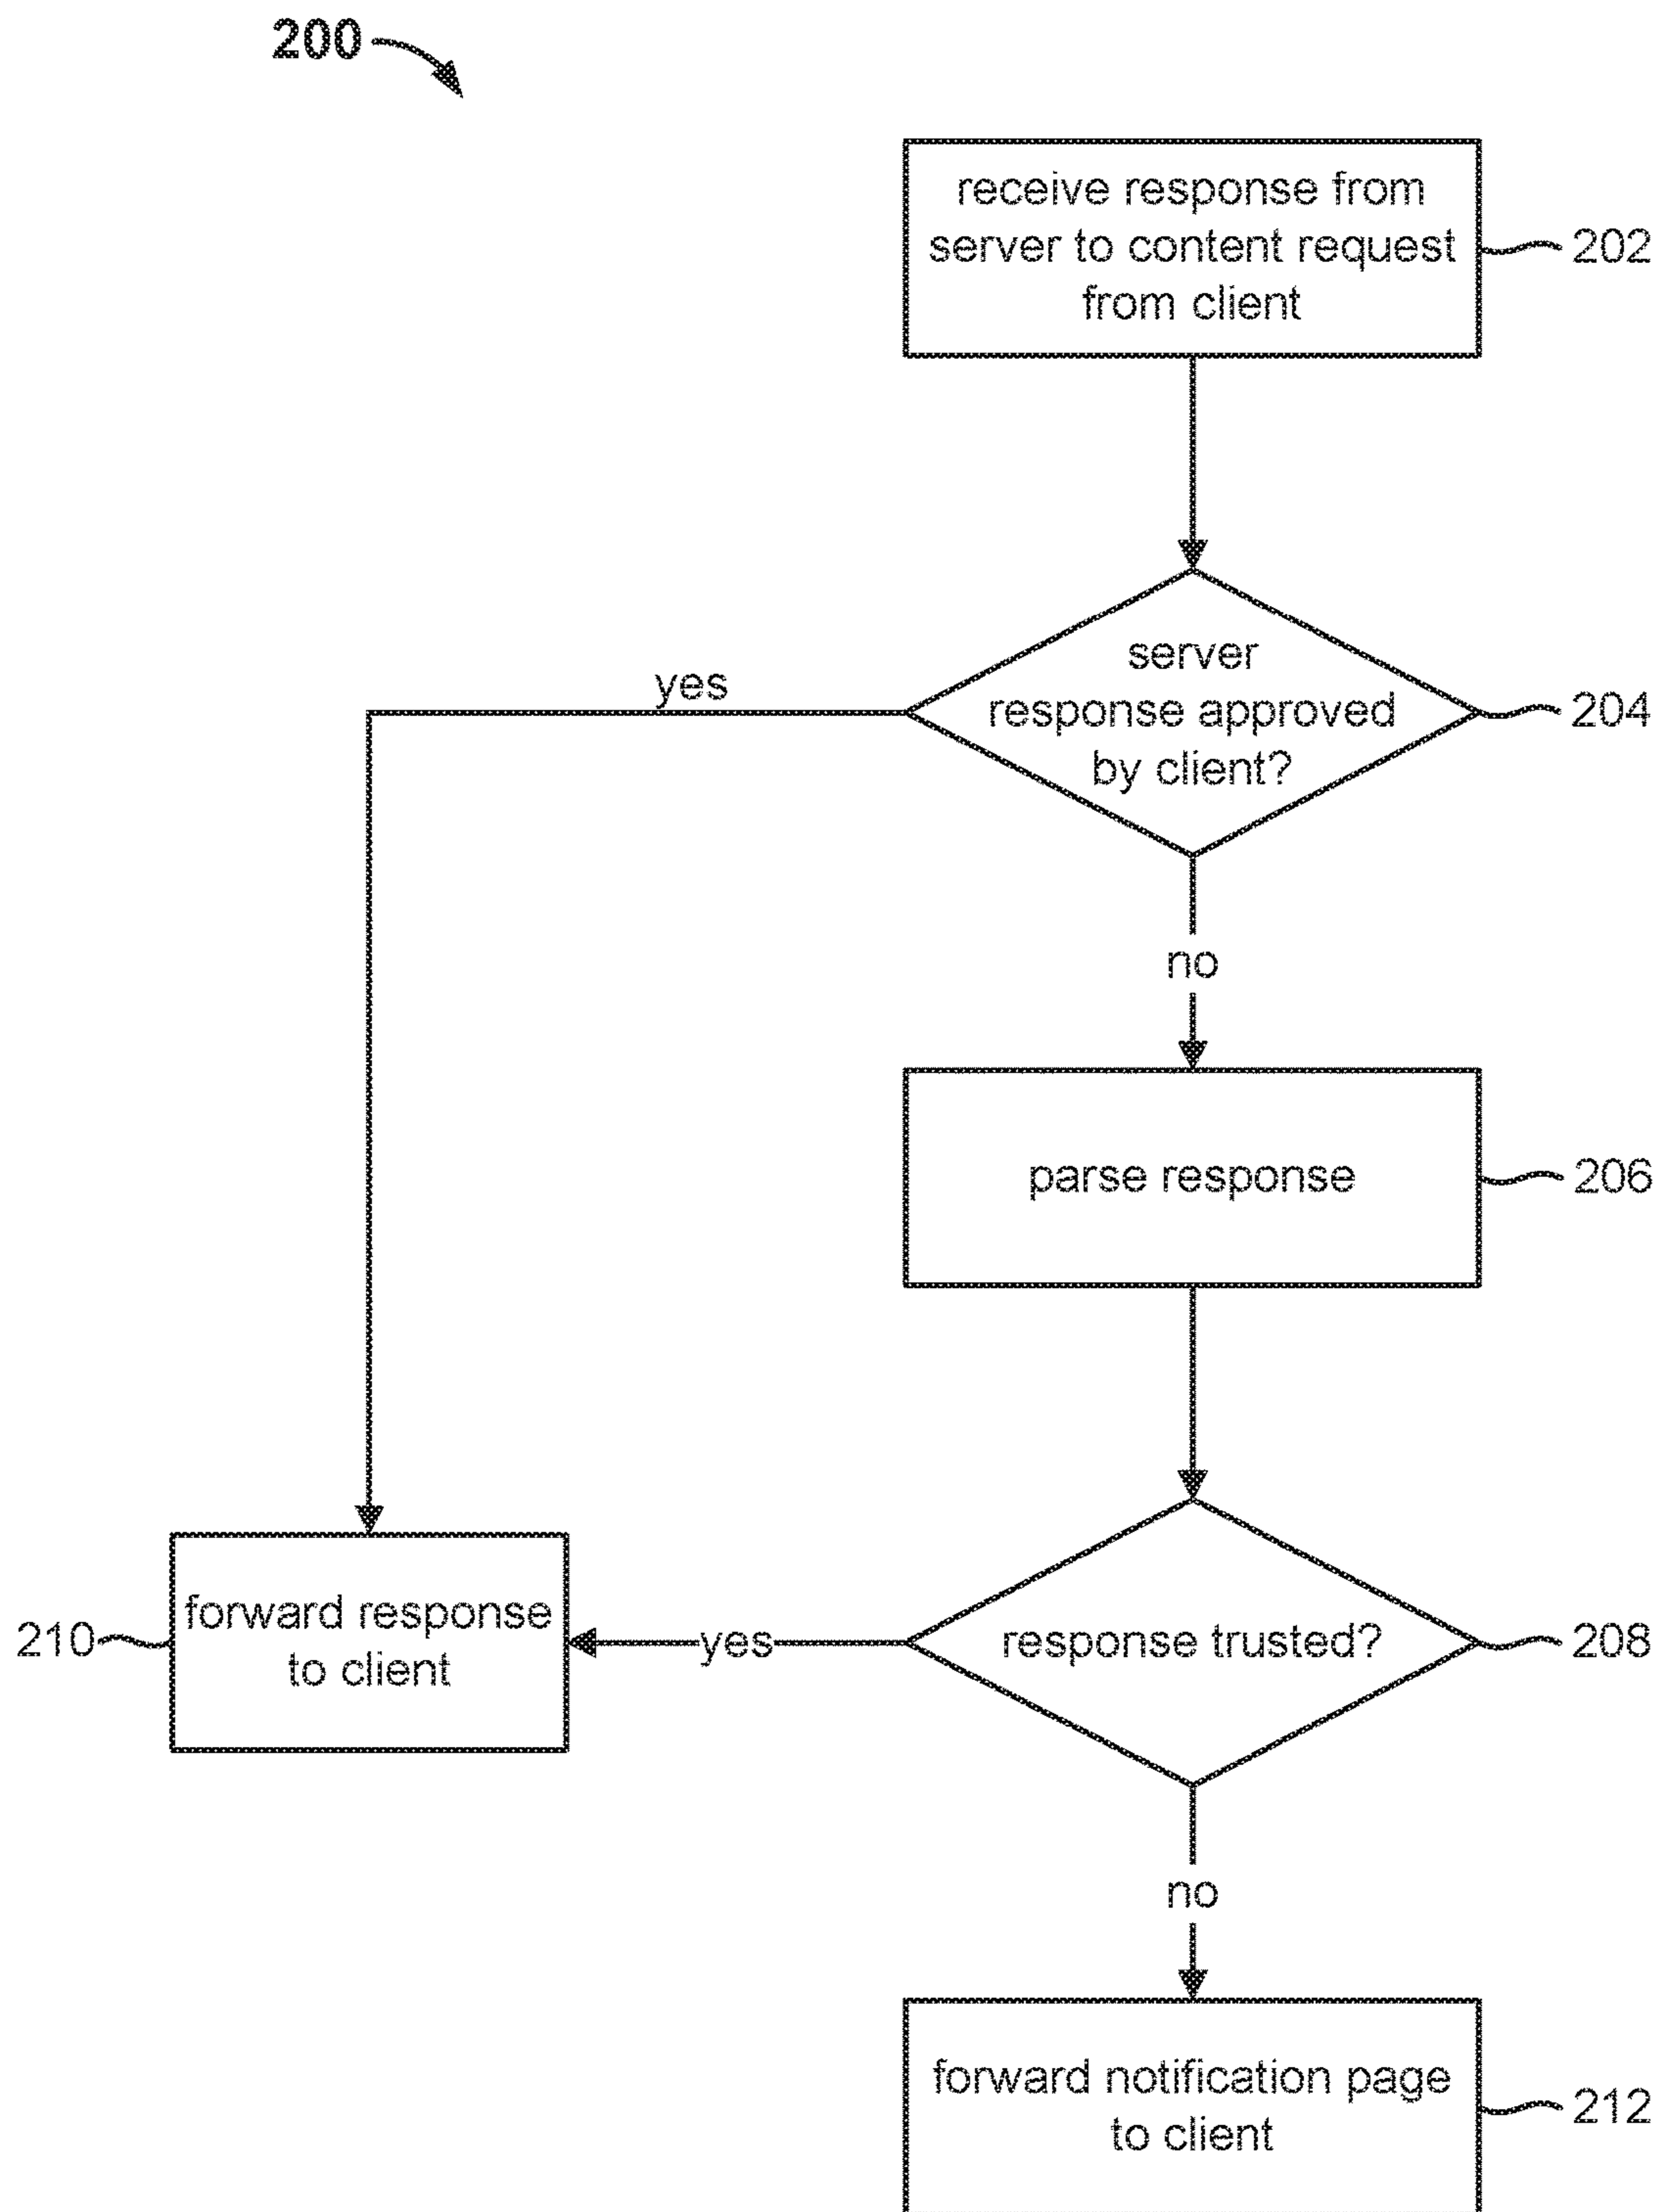 200
receive response from
server to content request
from client
202
server
response approved
by client?
204
yes
no
parse response
206
response trusted?
208
yes
forward response
to client
210
no
forward notification page
to client
212